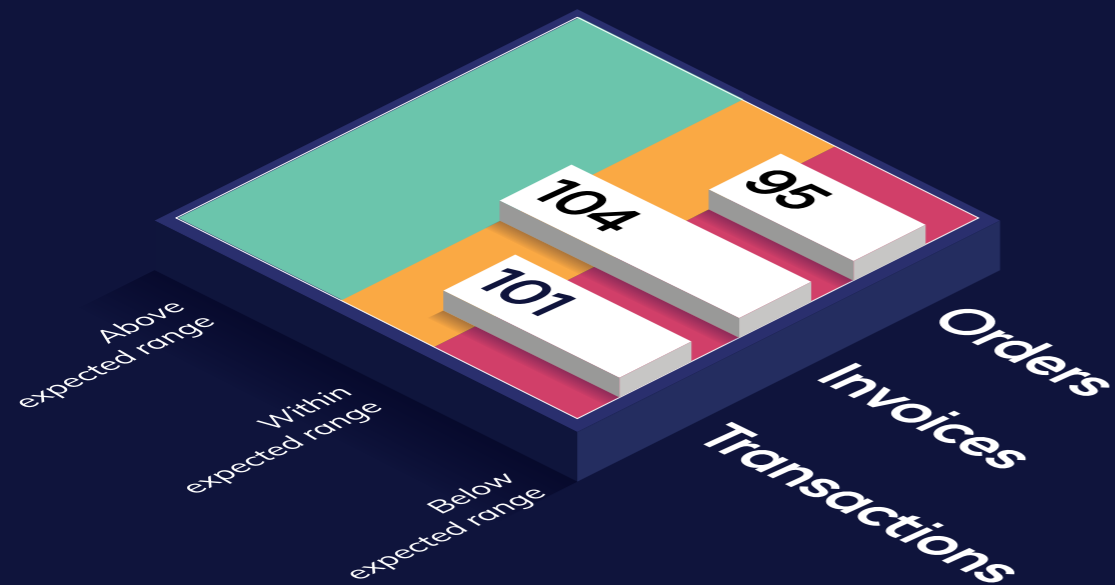 95
104
101
Above
expected range
Within
expected range
Below
expected range
Orders
Invoices
Transactions